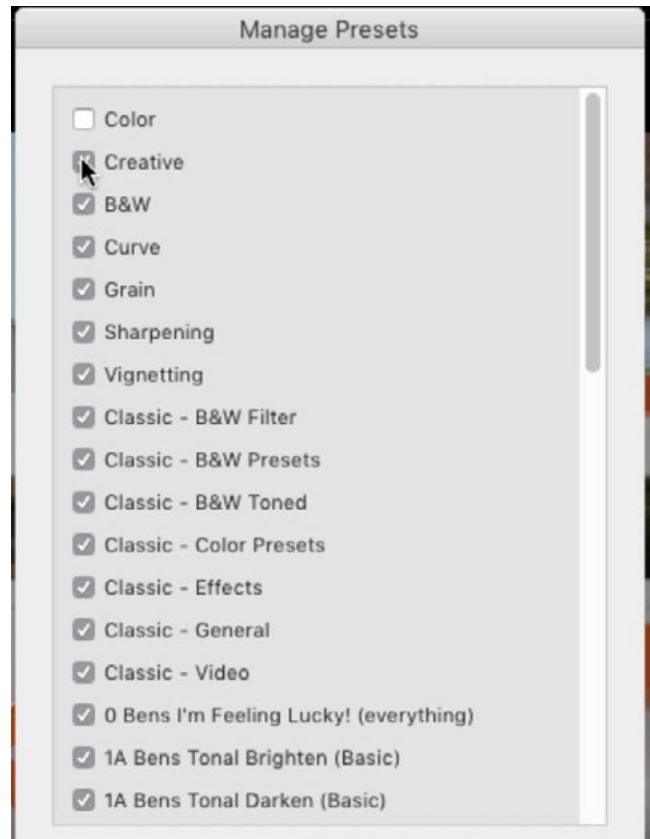 Manage Presets
Color
Creative
B&W
Curve
Grain
Sharpening
Vignetting
Classic - B&W Filter
Classic - B&W Presets
Classic - B&W Toned
Classic - Color Presets
Classic - Effects
Classic - General
Classic - Video
0 Bens I'm Feeling Lucky! (everything)
1A Bens Tonal Brighten (Basic)
1A Bens Tonal Darken (Basic)